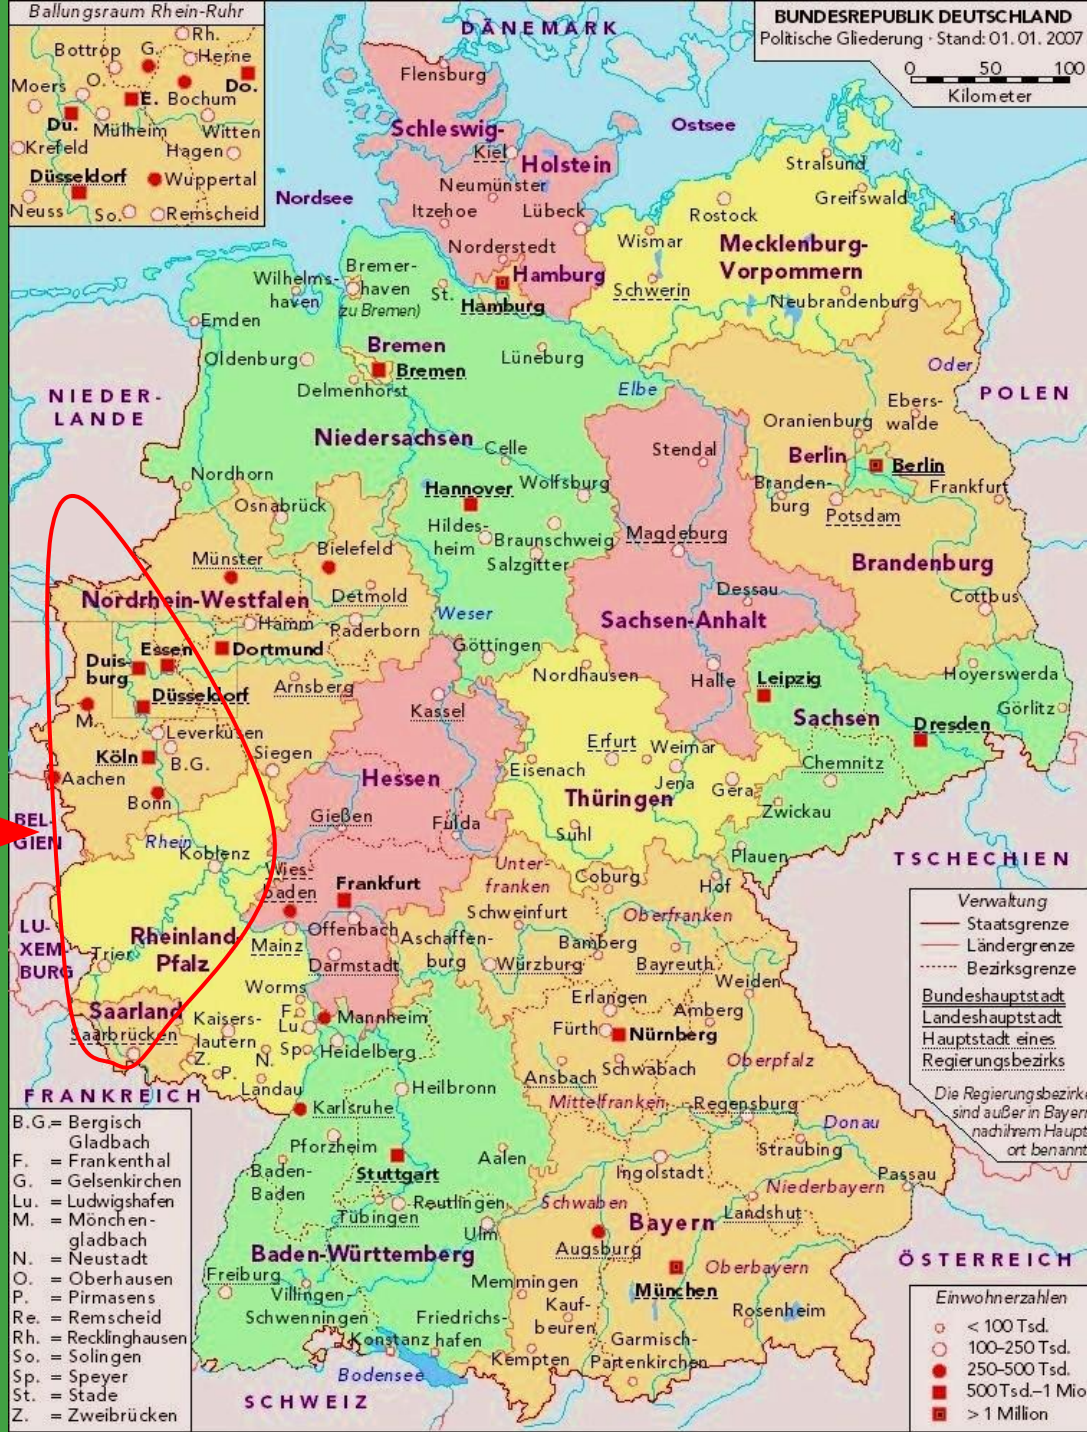 Ballungsraum Rhein-Ruhr
Rh.
Bottrop
G.
Herne
Moers
O.
Do.
E.
Bochum
Du.
Mülheim
Witten
Krefeld
Hagen
Düsseldorf
Wuppertal
Neuss
So.
Remscheid
BUNDESREPUBLIK DEUTSCHLAND
Politische Gliederung · Stand: 01. 01. 2007
0 50 100
Kilometer
DÄNEMARK
Flensburg
Schleswig-
Holstein
Kiel
Ostsee
Nordsee
Neumünster
Itzehoe
Lübeck
Norderstedt
Hamburg
Hamburg
Stralsund
Greifswald
Rostock
Wismar
Mecklenburg-
Vorpommern
Schwerin
Neubrandenburg
Wilhelms-
haven
Bremer-
haven
(zu Bremen)
St.
Emden
Oldenburg
Bremen
Bremen
Delmenhorst
Lüneburg
Elbe
Oder
NIEDER-
LANDE
POLEN
Niedersachsen
Celle
Nordhorn
Hannover
Wolfsburg
Osnabrück
Hildes-
heim
Braunschweig
Salzgitter
Stendal
Magdeburg
Oranienburg
Ebers-
walde
Berlin
Berlin
Branden-
burg
Potsdam
Frankfurt
Brandenburg
Cottbus
Münster
Bielefeld
Nordrhein-Westfalen
Detmold
Hamm
Paderborn
Weser
Göttingen
Dessau
Sachsen-Anhalt
Halle
Nordhausen
Duis-
burg
Essen
Dortmund
Düsseldorf
Arnsberg
M.
Leverkusen
Köln
B.G.
Siegen
Aachen
Bonn
Kassel
Hessen
Gießen
Fulda
Leipzig
Hoyerswerda
Görlitz
Sachsen
Dresden
Chemnitz
Zwickau
Plauen
Erfurt
Weimar
Eisenach
Jena
Gera
Thüringen
Suhl
BEL-
GIEN
Rhein
Koblenz
Wies-
baden
Frankfurt
Offenbach
Mainz
Darmstadt
LU-
XEM-
BURG
Rheinland-
Pfalz
Trier
Worms
Saarland
Saarbrücken
Kaisers-
lautern
F.
Lu.
Sp.
Mannheim
Heidelberg
Z.
P.
N.
Landau
FRANKREICH
TSCHECHIEN
Unter-
franken
Coburg
Hof
Schweinfurt
Oberfranken
Aschaffen-
burg
Bamberg
Würzburg
Bayreuth
Weiden
Erlangen
Amberg
Fürth
Nürnberg
Oberpfalz
Ansbach
Schwabach
Mittelfranken
Regensburg
Donau
Straubing
Passau
Ingolstadt
Niederbayern
Landshut
Schwaben
Bayern
Augsburg
Oberbayern
München
Rosenheim
Memmingen
Kauf-
beuren
Garmisch-
Partenkirchen
Kempten
ÖSTERREICH
Heilbronn
Karlsruhe
Pforzheim
Stuttgart
Aalen
Baden-
Baden
Reutlingen
Tübingen
Ulm
Baden-Württemberg
Freiburg
Villingen-
Schwenningen
Friedrichs-
hafen
Konstanz
Bodensee
SCHWEIZ
Verwaltung
Staatsgrenze
Ländergrenze
Bezirksgrenze
Bundeshauptstadt
Landeshauptstadt
Hauptstadt eines
Regierungsbezirks
Die Regierungsbezirke
sind außer in Bayern
nach ihrem Haupt-
ort benannt
B.G.= Bergisch
Gladbach
F. = Frankenthal
G. = Gelsenkirchen
Lu. = Ludwigshafen
M. = Mönchen-
gladbach
N. = Neustadt
O. = Oberhausen
P. = Pirmasens
Re. = Remscheid
Rh. = Recklinghausen
So. = Solingen
Sp. = Speyer
St. = Stade
Z. = Zweibrücken
Einwohnerzahlen
< 100 Tsd.
100–250 Tsd.
250–500 Tsd.
500 Tsd.–1 Mio
> 1 Million